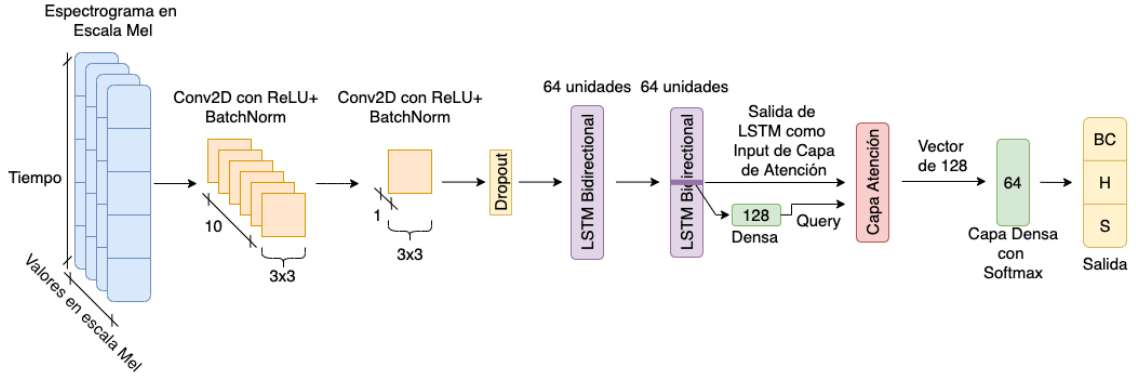 Espectrograma en
Escala Mel
Tiempo
Valores en escala Mel
Conv2D con ReLU+
BatchNorm
10
3x3
Conv2D con ReLU+
BatchNorm
1
3x3
Dropout
64 unidades
LSTM Bidirectional
64 unidades
LSTM Bidirectional
Salida de
LSTM como
Input de Capa
de Atención
128
Densa
Query
Capa Atención
Vector
de 128
64
Capa Densa
con
Softmax
BC
H
S
Salida